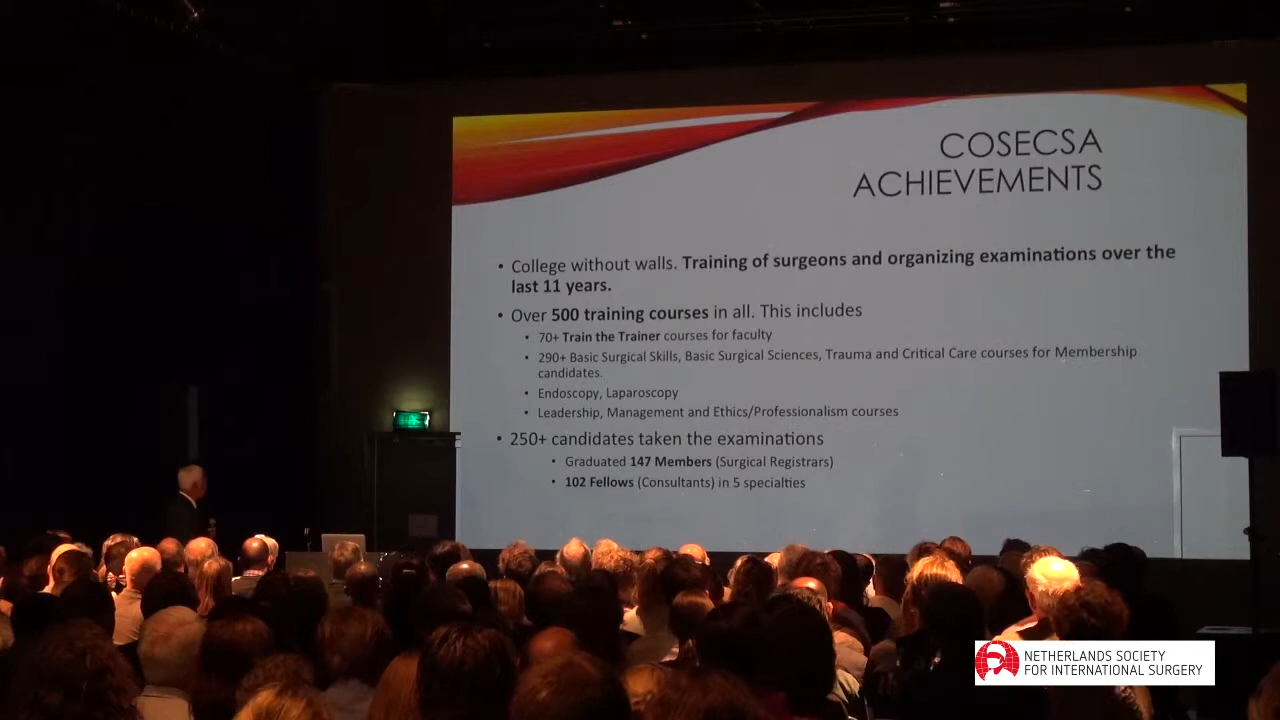 COSECSA
ACHIEVEMENTS
• College without walls. Training of surgeons and organizing examinations over the
last 11 years.
• Over 500 training courses in all. This includes
• 70+ Train the Trainer courses for faculty
• 290+ Basic Surgical Skills, Basic Surgical Sciences, Trauma and Critical Care courses for Membership
candidates.
• Endoscopy, Laparoscopy
• Leadership, Management and Ethics/Professionalism courses
• 250+ candidates taken the examinations
• Graduated 147 Members (Surgical Registrars)
• 102 Fellows (Consultants) in 5 specialties
NETHERLANDS SOCIETY
FOR INTERNATIONAL SURGERY